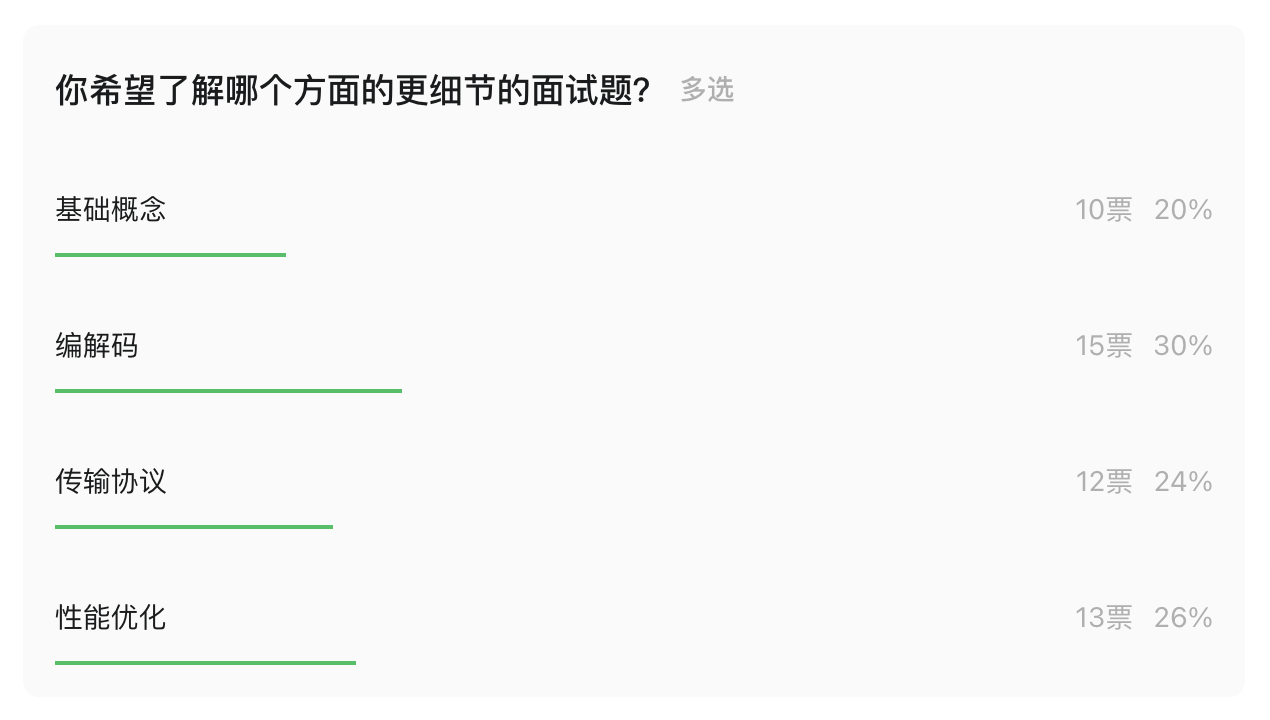 你希望了解哪个方面的更细节的面试题? 多选
基础概念 10票 20%
编解码 15票 30%
传输协议 12票 24%
性能优化 13票 26%